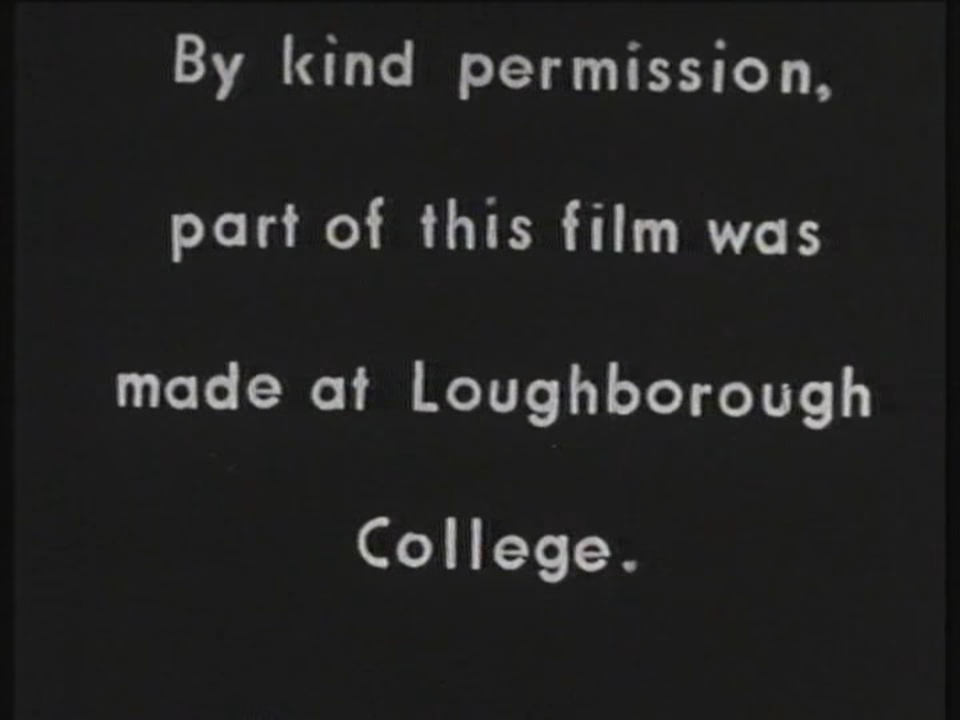 By kind permission,
part of this film was
made at Loughborough
College.